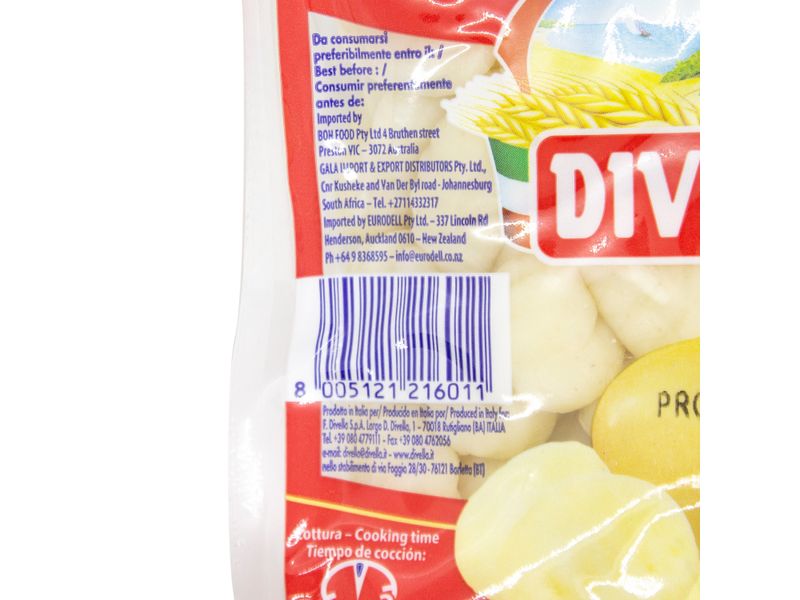 Da consumarsi
preferibilmente entro il: /
Best before : /
Consumir preferentemente
antes de:
Imported by
BOH FOOD Pty Ltd 4 Bruthen street
Preston VIC – 3072 Australia
GALA IMPORT & EXPORT DISTRIBUTORS Pty. Ltd.,
Cnr Kusheke and Van Der Byl road - Johannesburg
South Africa – Tel. +27114332317
Imported by EURODELL Pty Ltd. – 337 Lincoln Rd
Henderson, Auckland 0610 – New Zealand
Ph +64 9 8368595 – info@eurodell.co.nz
DIV
8 005121 216011
PRO
Prodotto in Italia per/ Producido en Italia por/ Produced in Italy for:
F. Divella S.p.A. Largo D. Divella, 1 - 70018 Rutigliano (BA) ITALIA
Tel. +39 080 4779111 - Fax +39 080 4762056
e-mail: divella@divella.it - www.divella.it
nello stabilimento di via Foggia 28/30 - 76121 Barletta (BT)
Cottura – Cooking time
Tiempo de cocción: